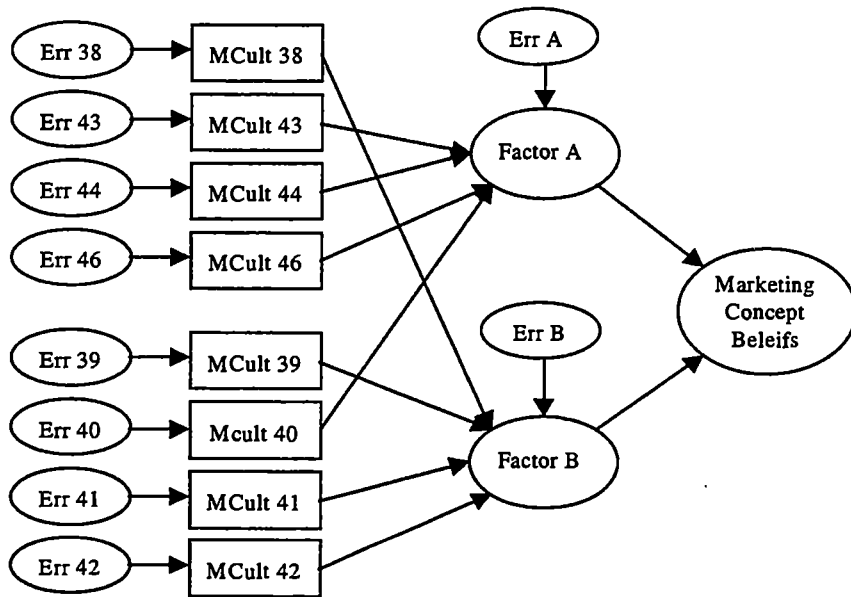 Err 38
MCult 38
Err A
Err 43
MCult 43
Factor A
Err 44
MCult 44
Err 46
MCult 46
Marketing
Concept
Beleifs
Err B
Err 39
MCult 39
Err 40
Mcult 40
Factor B
Err 41
MCult 41
Err 42
MCult 42